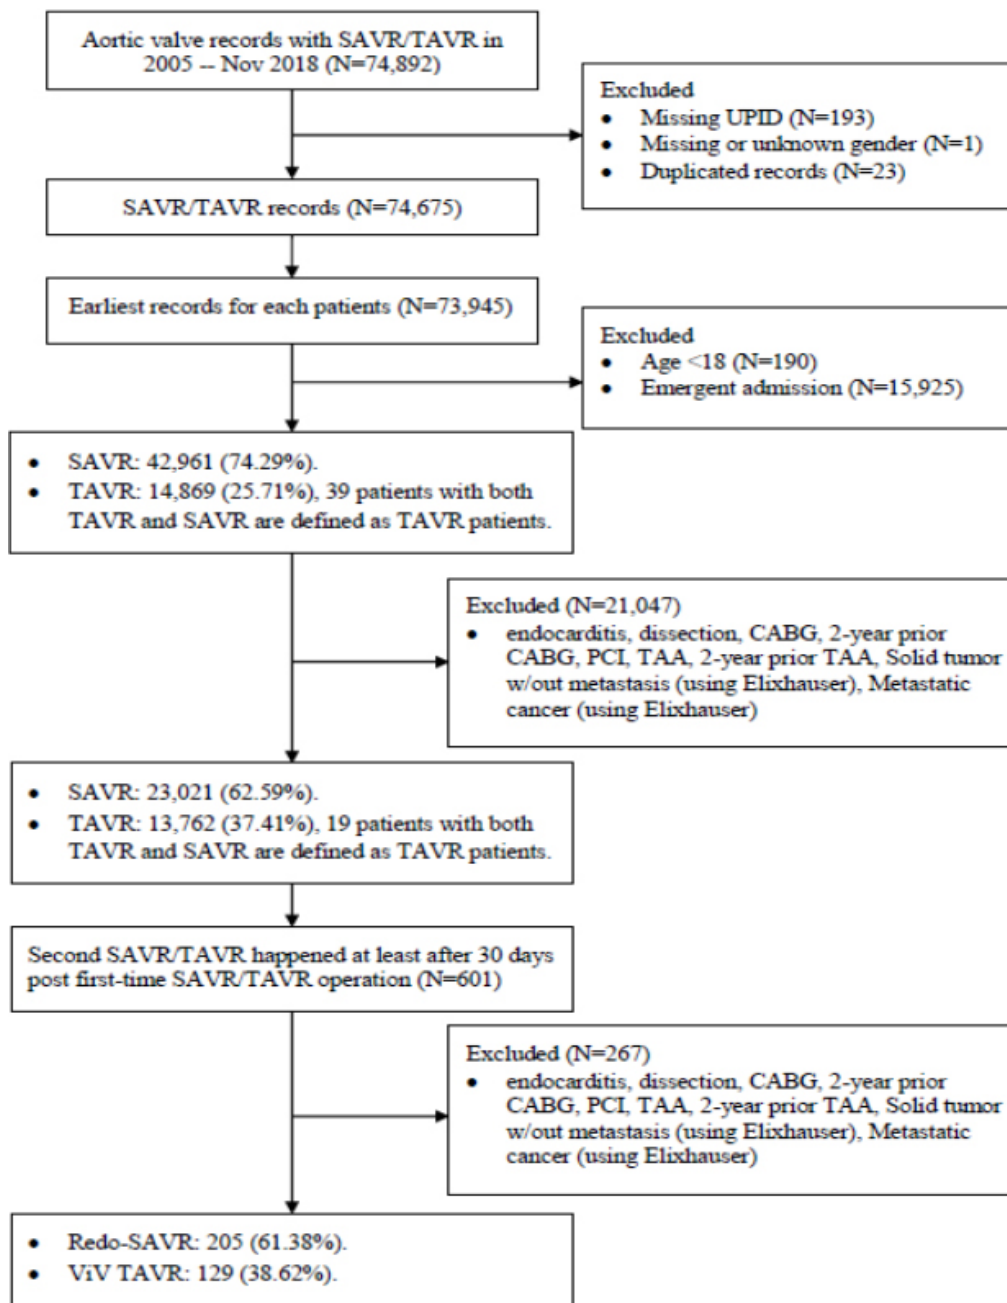 Aortic valve records with SAVR/TAVR in
2005 -- Nov 2018 (N=74,892)
Excluded
• Missing UPID (N=193)
• Missing or unknown gender (N=1)
• Duplicated records (N=23)
SAVR/TAVR records (N=74,675)
Earliest records for each patients (N=73,945)
Excluded
• Age <18 (N=190)
• Emergent admission (N=15,925)
• SAVR: 42,961 (74.29%).
• TAVR: 14,869 (25.71%), 39 patients with both
TAVR and SAVR are defined as TAVR patients.
Excluded (N=21,047)
• endocarditis, dissection, CABG, 2-year prior
CABG, PCI, TAA, 2-year prior TAA, Solid tumor
w/out metastasis (using Elixhauser), Metastatic
cancer (using Elixhauser)
• SAVR: 23,021 (62.59%).
• TAVR: 13,762 (37.41%), 19 patients with both
TAVR and SAVR are defined as TAVR patients.
Second SAVR/TAVR happened at least after 30 days
post first-time SAVR/TAVR operation (N=601)
Excluded (N=267)
• endocarditis, dissection, CABG, 2-year prior
CABG, PCI, TAA, 2-year prior TAA, Solid tumor
w/out metastasis (using Elixhauser), Metastatic
cancer (using Elixhauser)
• Redo-SAVR: 205 (61.38%).
• ViV TAVR: 129 (38.62%).